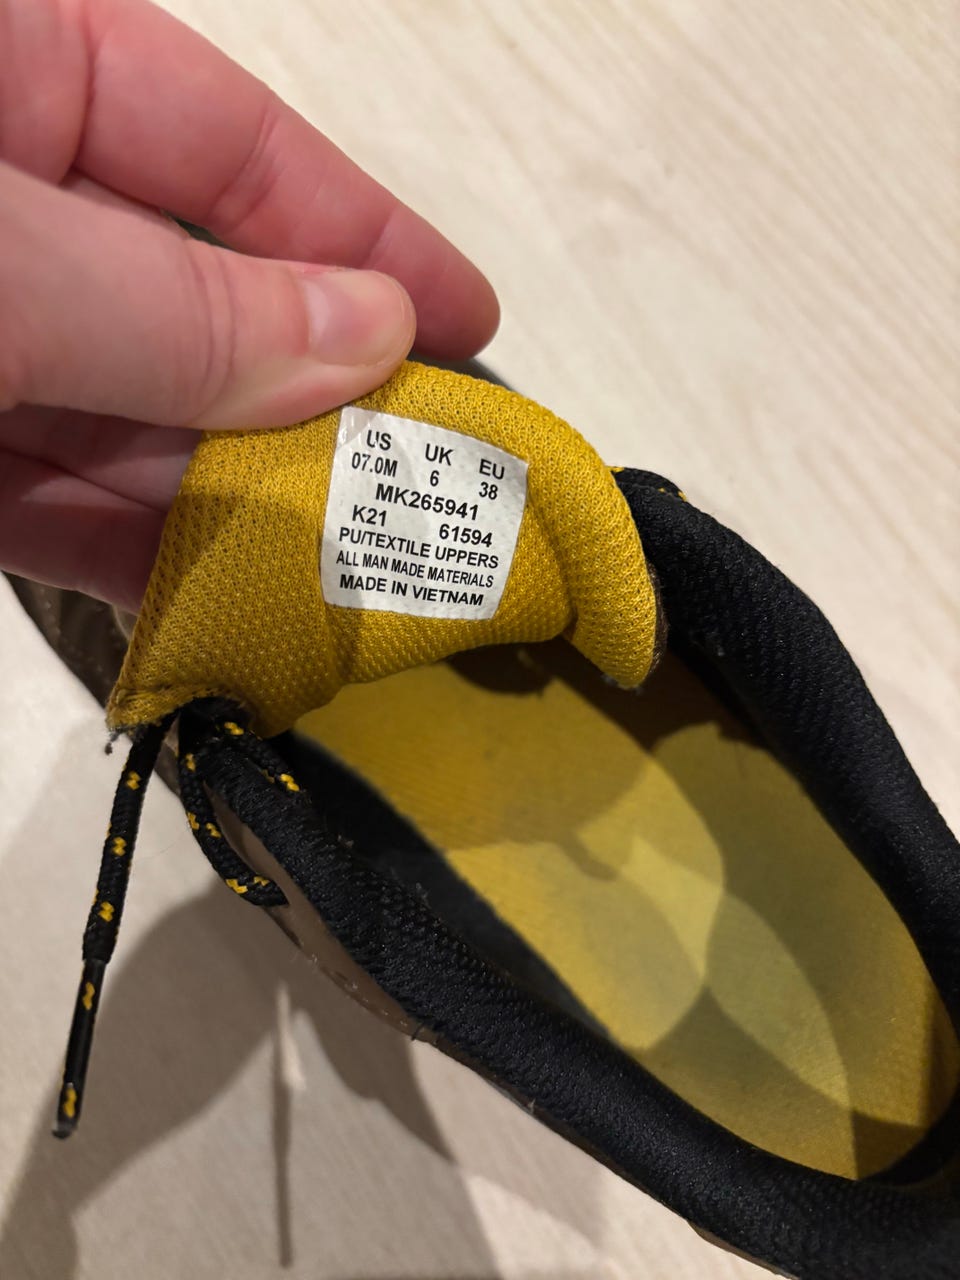 US UK EU
07.0M 6 38
MK265941
K21 61594
PU/TEXTILE UPPERS
ALL MAN MADE MATERIALS
MADE IN VIETNAM